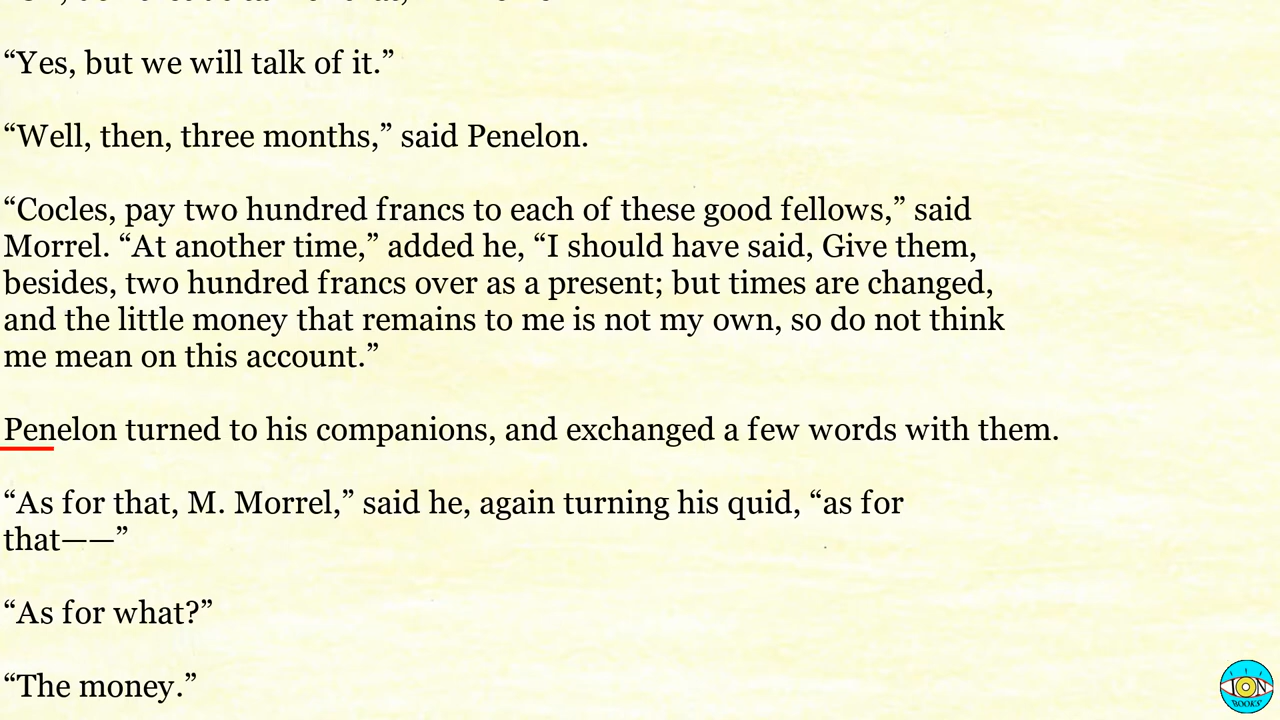 “Yes, but we will talk of it.”
“Well, then, three months,” said Penelon.
“Cocles, pay two hundred francs to each of these good fellows,” said
Morrel. “At another time,” added he, “I should have said, Give them,
besides, two hundred francs over as a present; but times are changed,
and the little money that remains to me is not my own, so do not think
me mean on this account.”
Penelon turned to his companions, and exchanged a few words with them.
“As for that, M. Morrel,” said he, again turning his quid, “as for
that——”
“As for what?”
“The money.”
ION
BOOKS